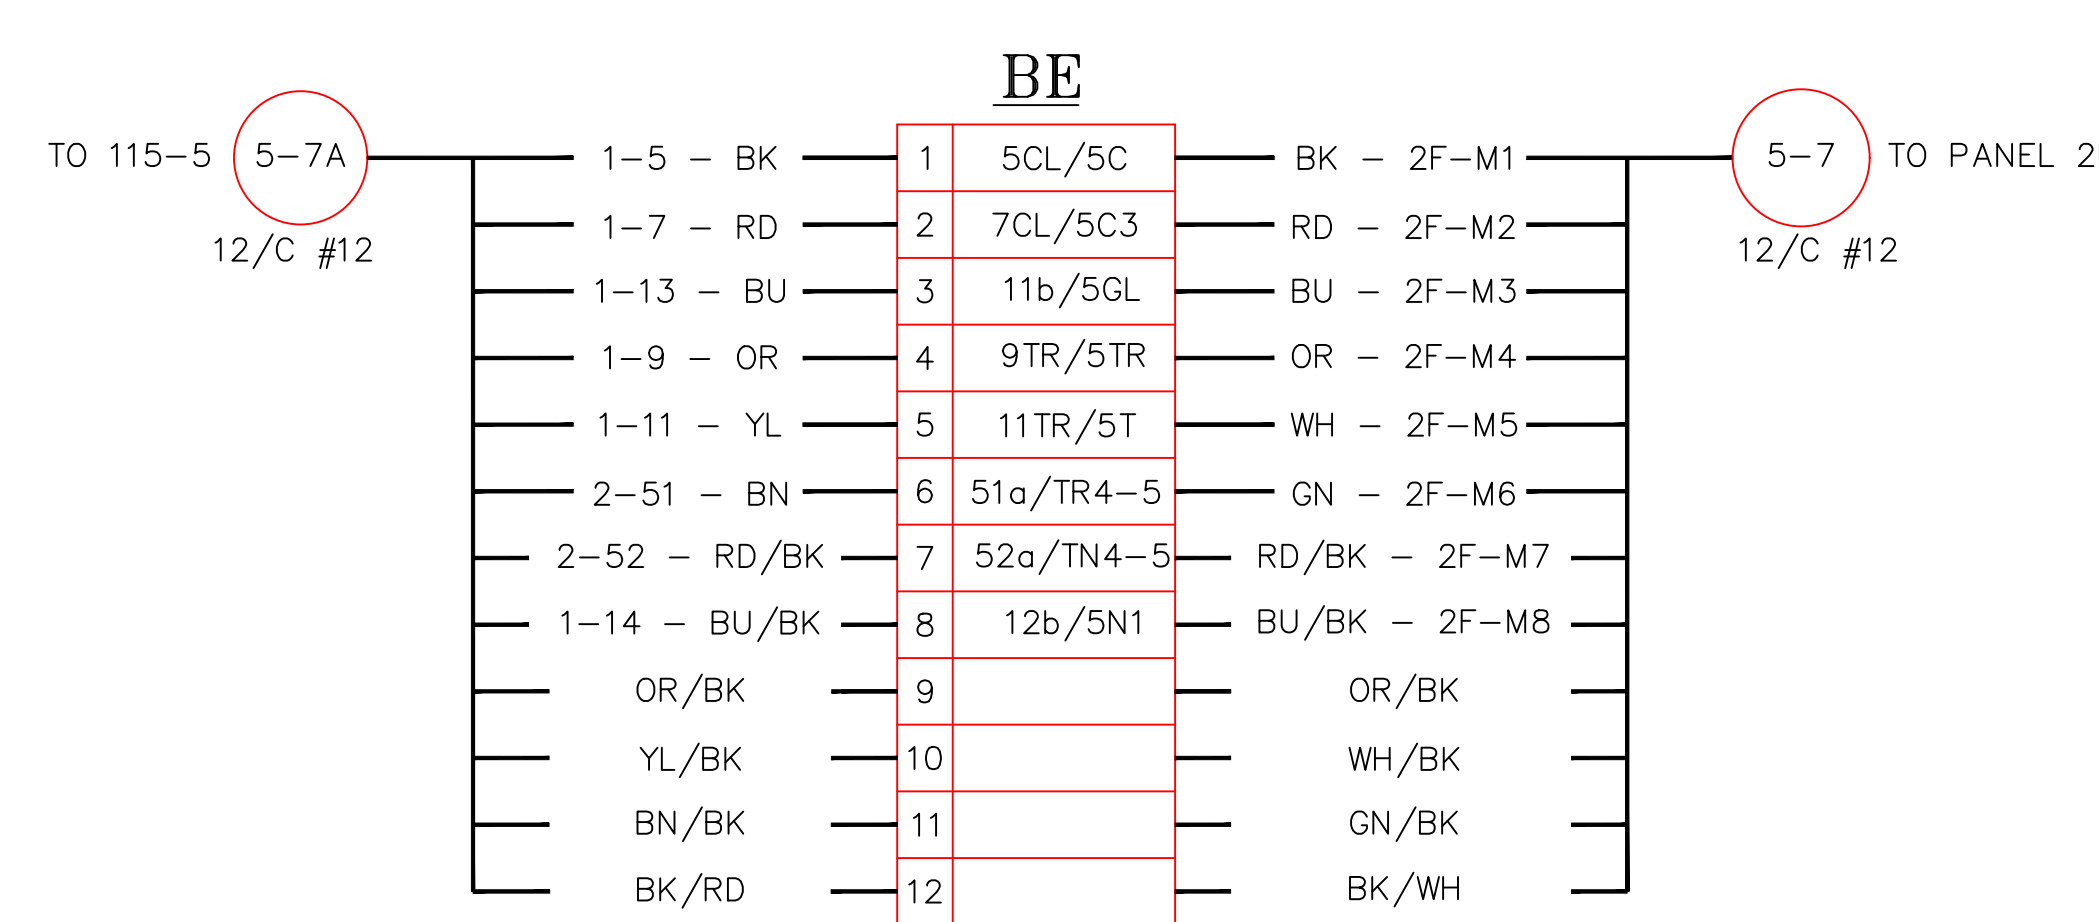 BE
TO 115-5 5-7A 1-5 - BK 1 5CL/5C BK - 2F-M1 5-7 TO PANEL 2
12/C #12 1-7 - RD 2 7CL/5C3 RD - 2F-M2 12/C #12
1-13 - BU 3 11b/5GL BU - 2F-M3
1-9 - OR 4 9TR/5TR OR - 2F-M4
1-11 - YL 5 11TR/5T WH - 2F-M5
2-51 - BN 6 51a/TR4-5 GN - 2F-M6
2-52 - RD/BK 7 52a/TN4-5 RD/BK - 2F-M7
1-14 - BU/BK 8 12b/5N1 BU/BK - 2F-M8
OR/BK 9 OR/BK
YL/BK 10 WH/BK
BN/BK 11 GN/BK
BK/RD 12 BK/WH